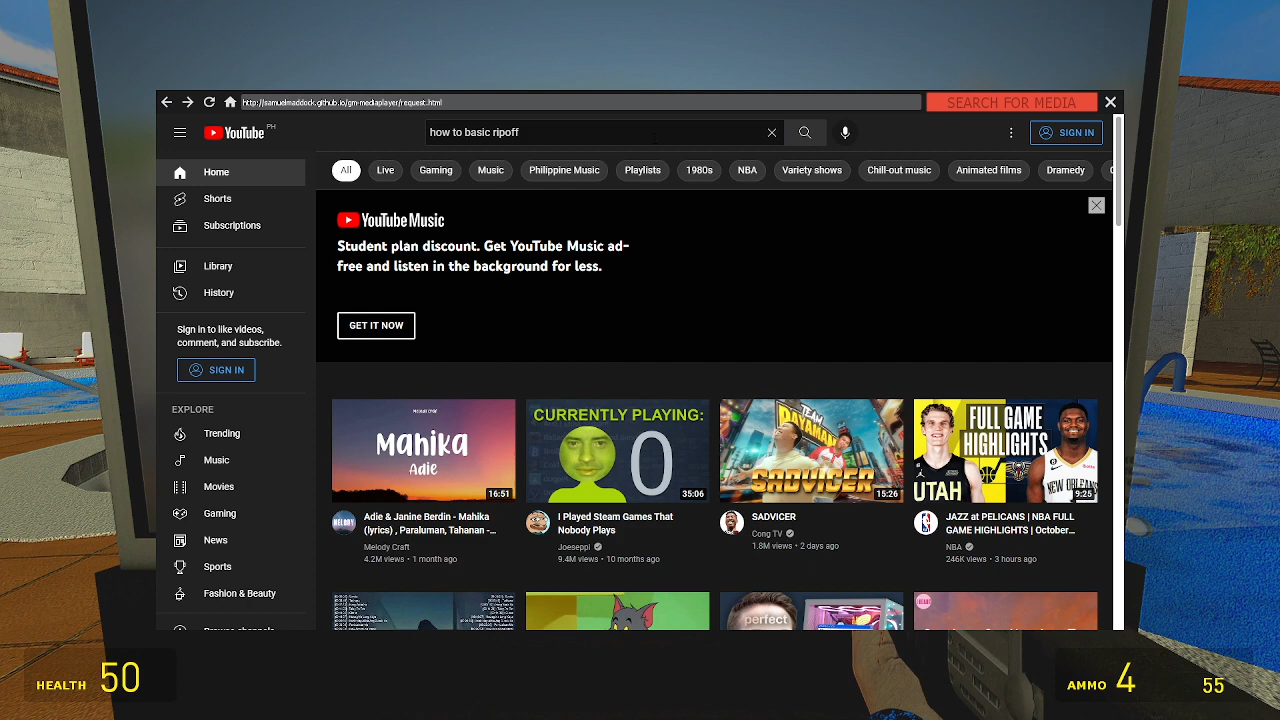 http://samuelmaddock.github.io/gm-mediaplayer/request.html
SEARCH FOR MEDIA
YouTube PH
how to basic ripoff
SIGN IN
Home
Shorts
Subscriptions
Library
History
Sign in to like videos,
comment, and subscribe.
SIGN IN
EXPLORE
Trending
Music
Movies
Gaming
News
Sports
Fashion & Beauty
All
Live
Gaming
Music
Philippine Music
Playlists
1980s
NBA
Variety shows
Chill-out music
Animated films
Dramedy
YouTube Music
Student plan discount. Get YouTube Music ad-
free and listen in the background for less.
GET IT NOW
Melody Craft
Mahika
Adie
16:51
Adie & Janine Berdin - Mahika
(lyrics) , Paraluman, Tahanan -...
Melody Craft
4.2M views • 1 month ago
CURRENTLY PLAYING:
0
35:06
I Played Steam Games That
Nobody Plays
Joeseppi
9.4M views • 10 months ago
TEAM
DAYAMAN
SADVICER
15:26
SADVICER
Cong TV
1.8M views • 2 days ago
FULL GAME
HIGHLIGHTS
UTAH
NEW ORLEANS
9:25
JAZZ at PELICANS | NBA FULL
GAME HIGHLIGHTS | October...
NBA
246K views • 3 hours ago
perfect
HEALTH 50
AMMO 4
55